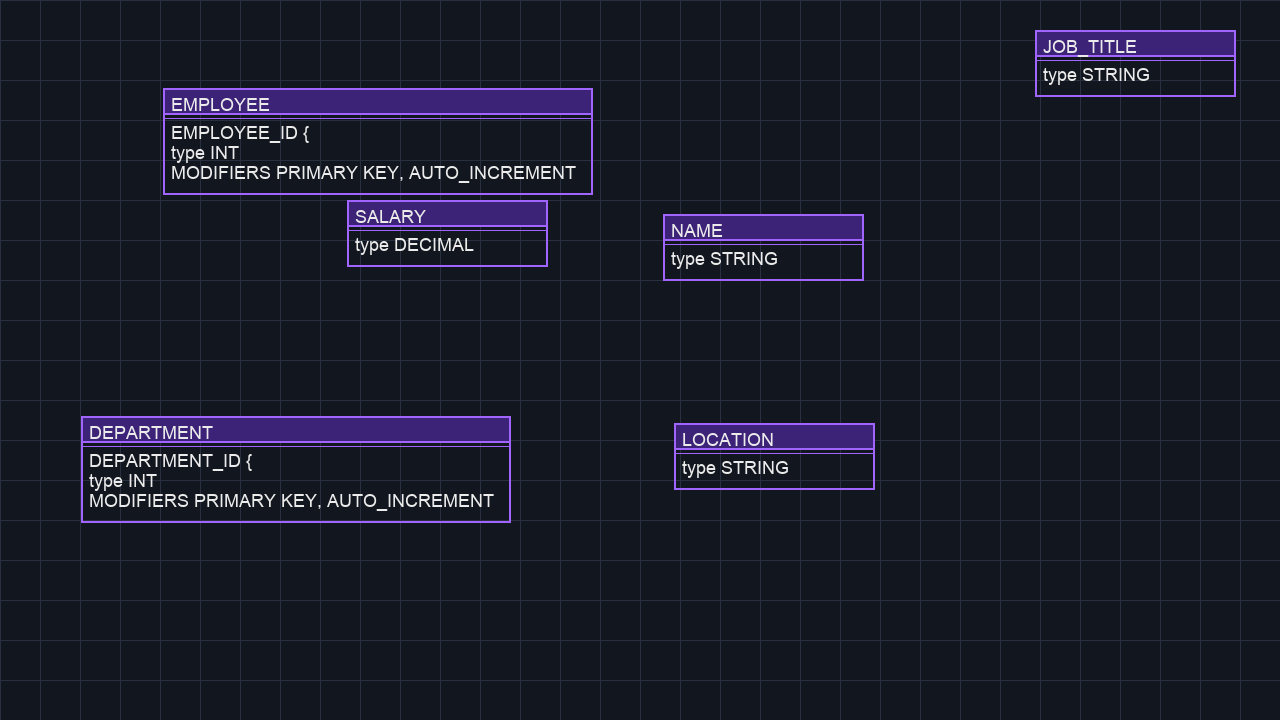 JOB_TITLE
type STRING
EMPLOYEE
EMPLOYEE_ID {
type INT
MODIFIERS PRIMARY KEY, AUTO_INCREMENT
SALARY
type DECIMAL
NAME
type STRING
DEPARTMENT
DEPARTMENT_ID {
type INT
MODIFIERS PRIMARY KEY, AUTO_INCREMENT
LOCATION
type STRING